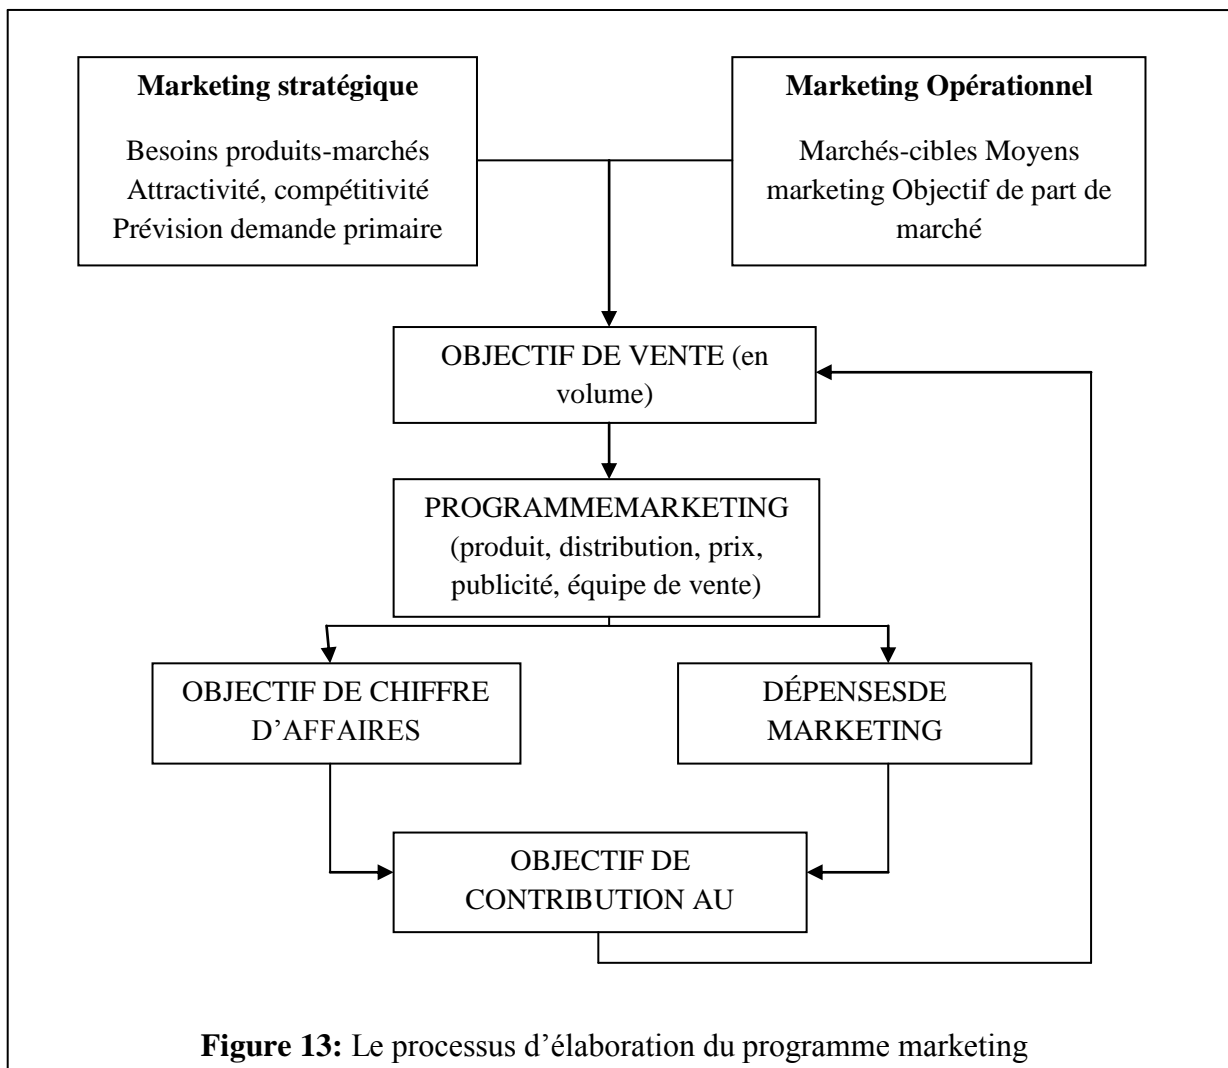 Marketing stratégique
Besoins produits-marchés
Attractivité, compétitivité
Prévision demande primaire
Marketing Opérationnel
Marchés-cibles Moyens
marketing Objectif de part de
marché
OBJECTIF DE VENTE (en
volume)
PROGRAMMEMARKETING
(produit, distribution, prix,
publicité, équipe de vente)
OBJECTIF DE CHIFFRE
D’AFFAIRES
DÉPENSESDE
MARKETING
OBJECTIF DE
CONTRIBUTION AU
Figure 13: Le processus d’élaboration du programme marketing